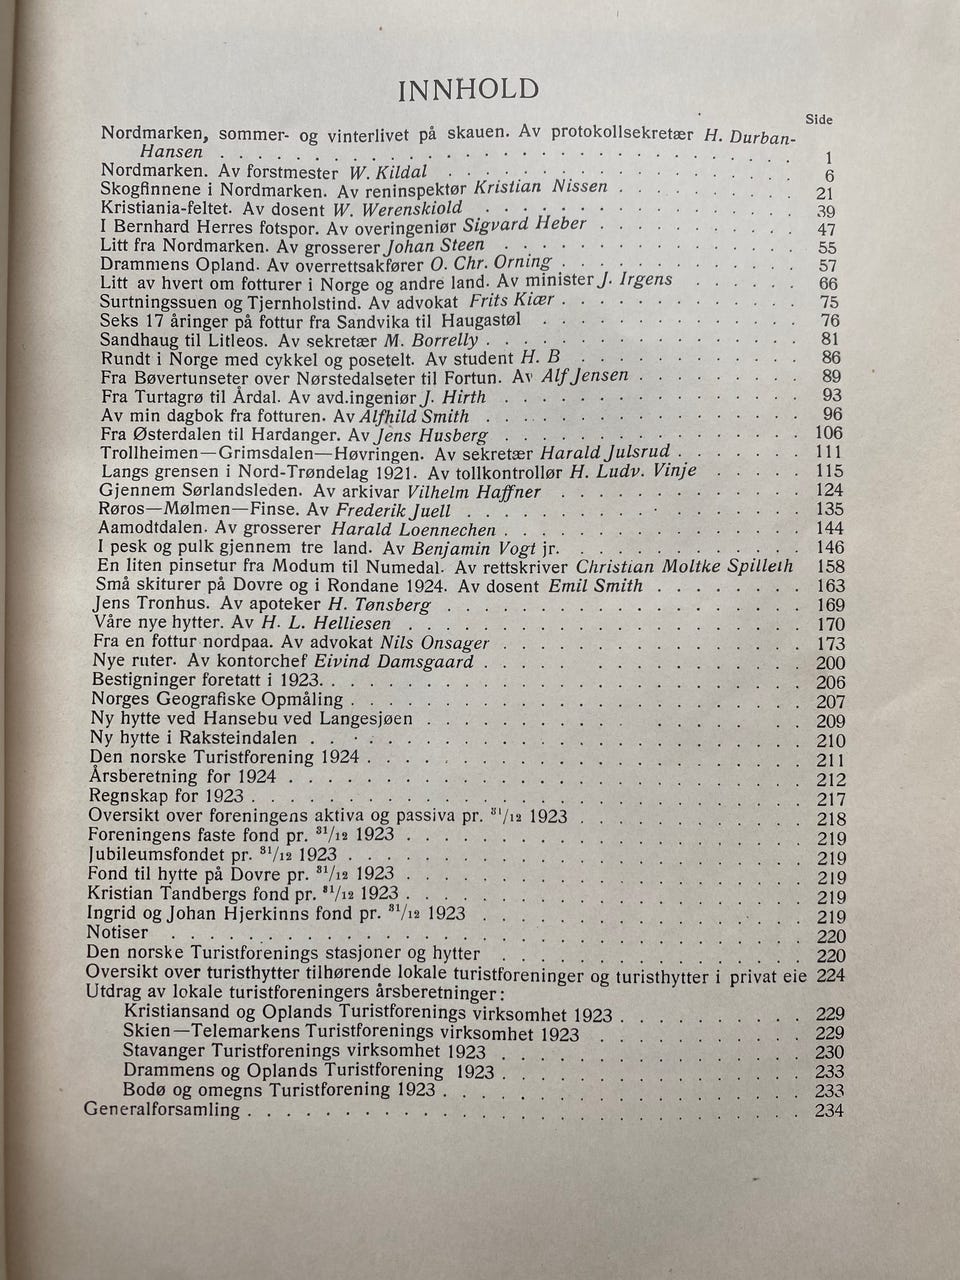 INNHOLD
Side
Nordmarken, sommer- og vinterlivet på skauen. Av protokollsekretær H. Durban-
Hansen . . . . . . . . . . . . . . . . . . . . 1
Nordmarken. Av forstmester W. Kildal . . . . . . . . . . 6
Skogfinnene i Nordmarken. Av reninspektør Kristian Nissen . . . . . 21
Kristiania-feltet. Av dosent W. Werenskiold . . . . . . . . . 39
I Bernhard Herres fotspor. Av overingeniør Sigvard Heber . . . . . . 47
Litt fra Nordmarken. Av grosserer Johan Steen . . . . . . . . 55
Drammens Opland. Av overrettsakfører O. Chr. Orning . . . . . . . 57
Litt av hvert om fotturer i Norge og andre land. Av minister J. Irgens . . . . . . 66
Surtningssuen og Tjernholstind. Av advokat Frits Kiær . . . . . . . 75
Seks 17 åringer på fottur fra Sandvika til Haugastøl . . . . . . . 76
Sandhaug til Litleos. Av sekretær M. Borrelly . . . . . . . . 81
Rundt i Norge med cykkel og posetelt. Av student H. B . . . . . . 86
Fra Bøvertunseter over Nørstedalseter til Fortun. Av Alf Jensen . . . . . 89
Fra Turtagrø til Årdal. Av avd.ingeniør J. Hirth . . . . . . . . 93
Av min dagbok fra fotturen. Av Alfhild Smith . . . . . . . . 96
Fra Østerdalen til Hardanger. Av Jens Husberg . . . . . . . . 106
Trollheimen—Grimsdalen—Høvringen. Av sekretær Harald Julsrud . . . . . 111
Langs grensen i Nord-Trøndelag 1921. Av tollkontrollør H. Ludv. Vinje . . . . 115
Gjennem Sørlandsleden. Av arkivar Vilhelm Haffner . . . . . . . 124
Røros—Mølmen—Finse. Av Frederik Juell . . . . . . . . . 135
Aamodtdalen. Av grosserer Harald Loennechen . . . . . . . . 144
I pesk og pulk gjennem tre land. Av Benjamin Vogt jr. . . . . . . 146
En liten pinsetur fra Modum til Numedal. Av rettskriver Christian Moltke Spilleth 158
Små skiturer på Dovre og i Rondane 1924. Av dosent Emil Smith . . . . . 163
Jens Tronhus. Av apoteker H. Tønsberg . . . . . . . . . 169
Våre nye hytter. Av H. L. Helliesen . . . . . . . . . . 170
Fra en fottur nordpaa. Av advokat Nils Onsager . . . . . . . . 173
Nye ruter. Av kontorchef Eivind Damsgaard . . . . . . . . . 200
Bestigninger foretatt i 1923. . . . . . . . . . . . . 206
Norges Geografiske Opmåling . . . . . . . . . . . . 207
Ny hytte ved Hansebu ved Langesjøen . . . . . . . . . . 209
Ny hytte i Raksteindalen . . . . . . . . . . . . . 210
Den norske Turistforening 1924 . . . . . . . . . . . 211
Årsberetning for 1924 . . . . . . . . . . . . . . 212
Regnskap for 1923 . . . . . . . . . . . . . . . 217
Oversikt over foreningens aktiva og passiva pr. 31/12 1923 . . . . . . 218
Foreningens faste fond pr. 31/12 1923 . . . . . . . . . . 219
Jubileumsfondet pr. 31/12 1923 . . . . . . . . . . . . 219
Fond til hytte på Dovre pr. 31/12 1923 . . . . . . . . . . 219
Kristian Tandbergs fond pr. 31/12 1923 . . . . . . . . . . 219
Ingrid og Johan Hjerkinns fond pr. 31/12 1923 . . . . . . . . 219
Notiser . . . . . . . . . . . . . . . . . 220
Den norske Turistforenings stasjoner og hytter . . . . . . . . 220
Oversikt over turisthytter tilhørende lokale turistforeninger og turisthytter i privat eie 224
Utdrag av lokale turistforeningers årsberetninger:
Kristiansand og Oplands Turistforenings virksomhet 1923 . . . . . 229
Skien—Telemarkens Turistforenings virksomhet 1923 . . . . . . 229
Stavanger Turistforenings virksomhet 1923 . . . . . . . . 230
Drammens og Oplands Turistforening 1923 . . . . . . . . 233
Bodø og omegns Turistforening 1923 . . . . . . . . . 233
Generalforsamling . . . . . . . . . . . . . . . 234